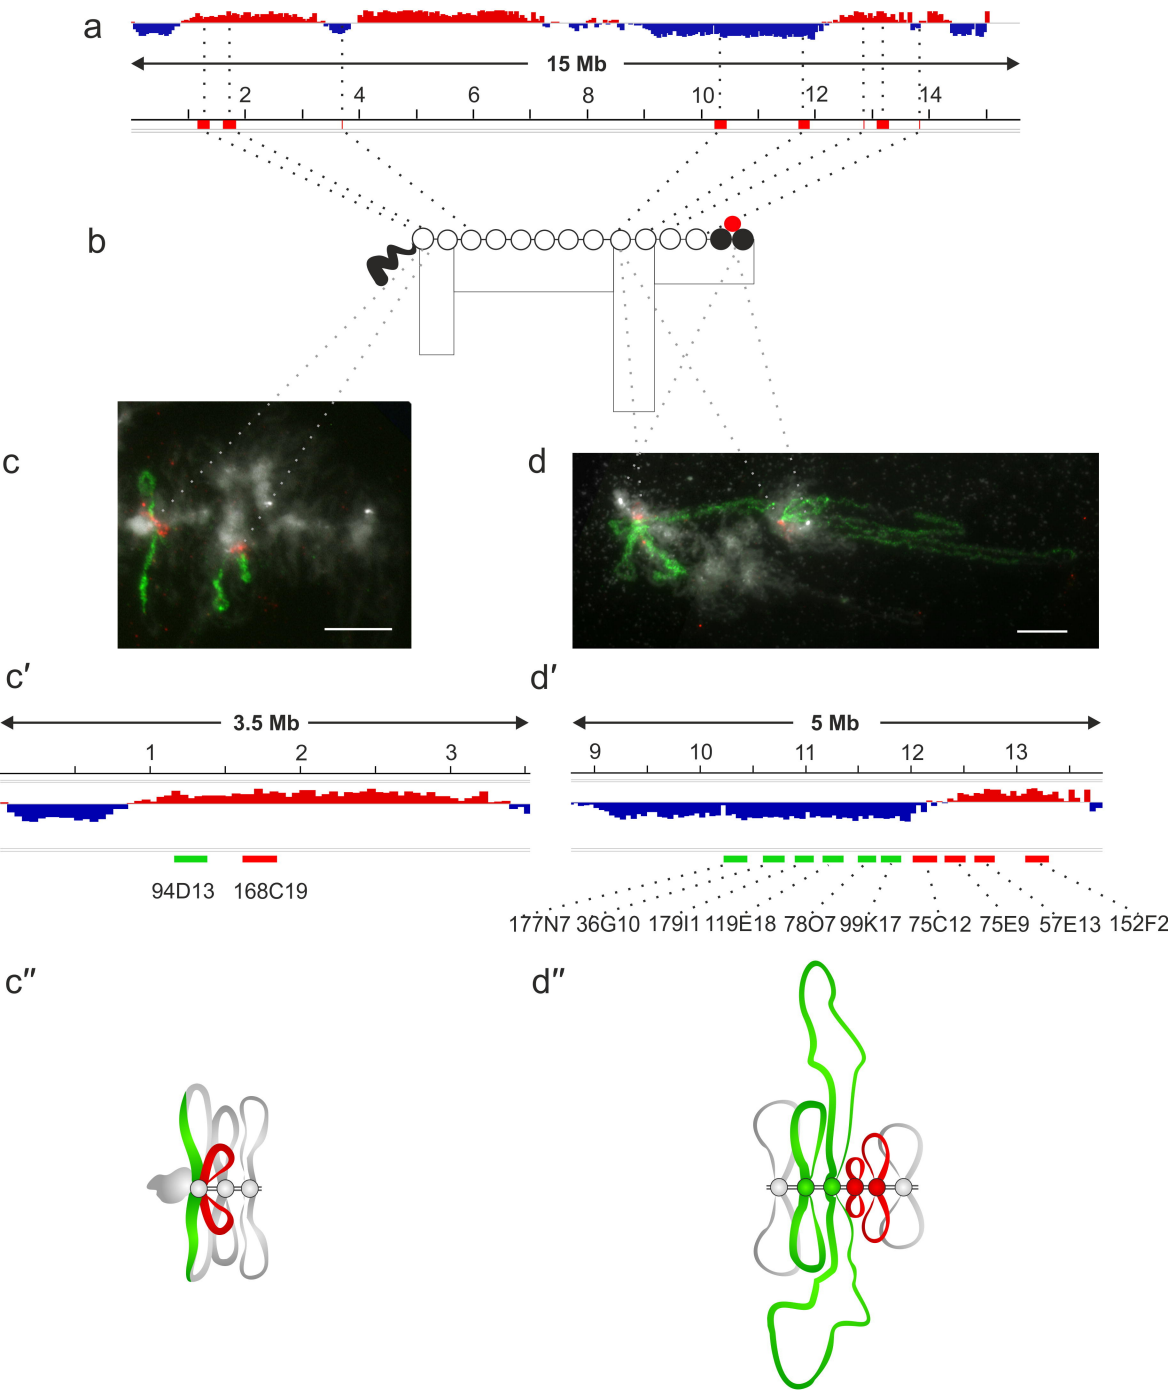 a
15 Mb
2 4 6 8 10 12 14
b
c
d
c′
d′
3.5 Mb
5 Mb
1 2 3
9 10 11 12 13
94D13 168C19
177N7 36G10 179I1 119E18 78O7 99K17 75C12 75E9 57E13 152F2
c″
d″